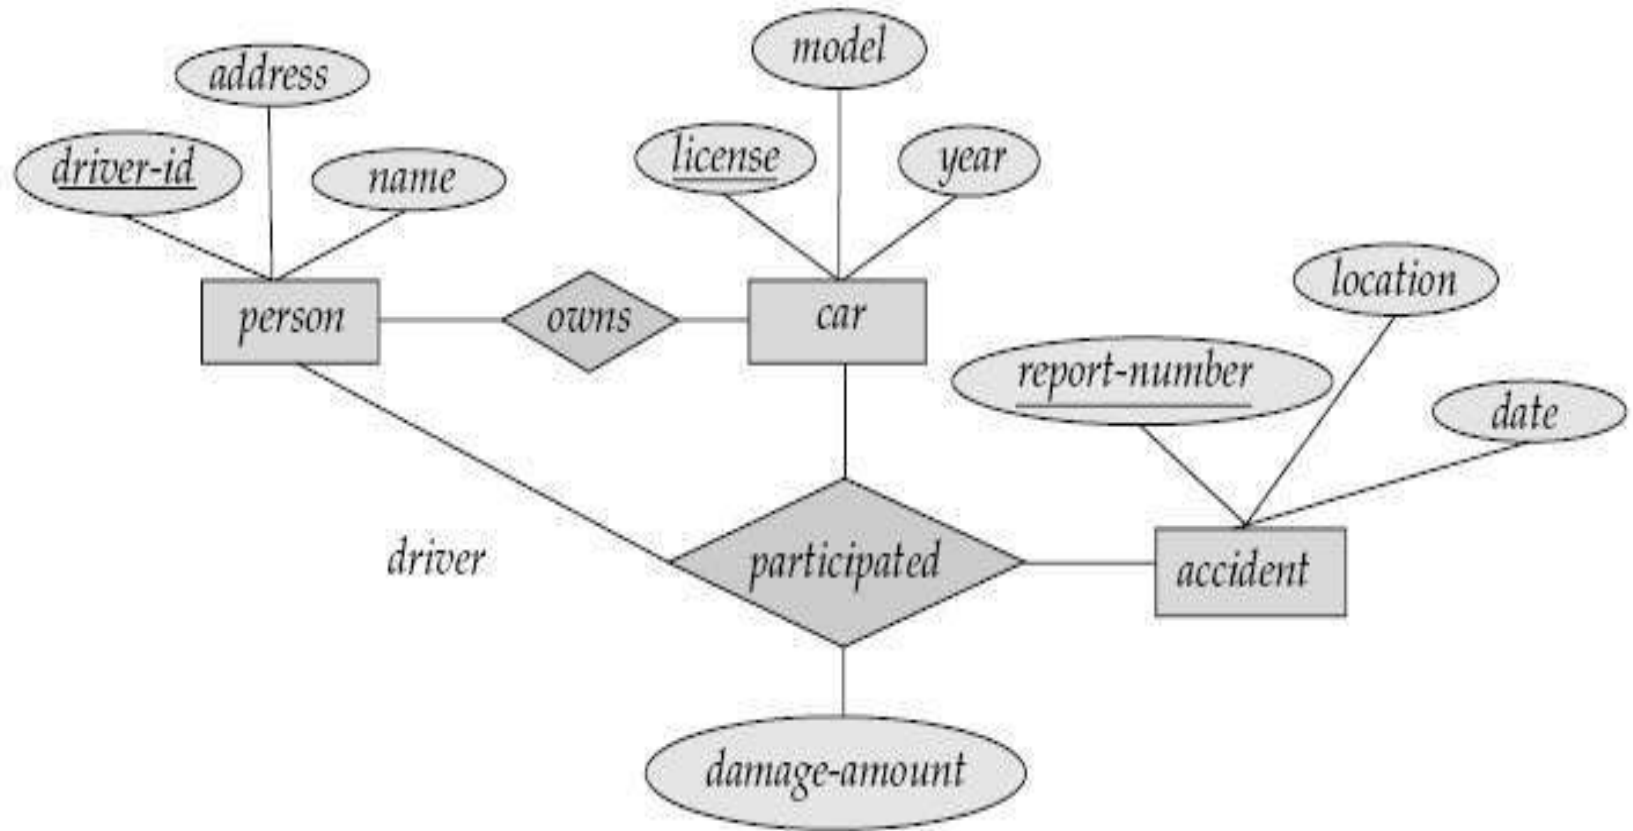 model
address
license
year
driver-id
name
location
person
owns
car
report-number
date
driver
participated
accident
damage-amount